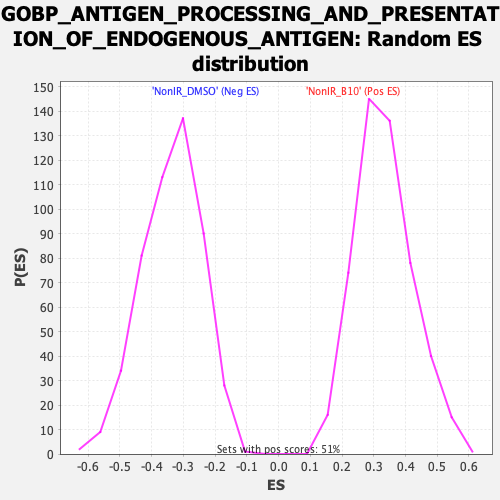 GOBP_ANTIGEN_PROCESSING_AND_PRESENTAT
ION_OF_ENDOGENOUS_ANTIGEN: Random ES
distribution
'NonIR_DMSO' (Neg ES)
'NonIR_B10' (Pos ES)
150
140
130
120
110
100
90
80
70
60
50
40
30
20
10
0
P(ES)
Sets with pos scores: 51%
-0.6 -0.5 -0.4 -0.3 -0.2 -0.1 0.0 0.1 0.2 0.3 0.4 0.5 0.6
ES